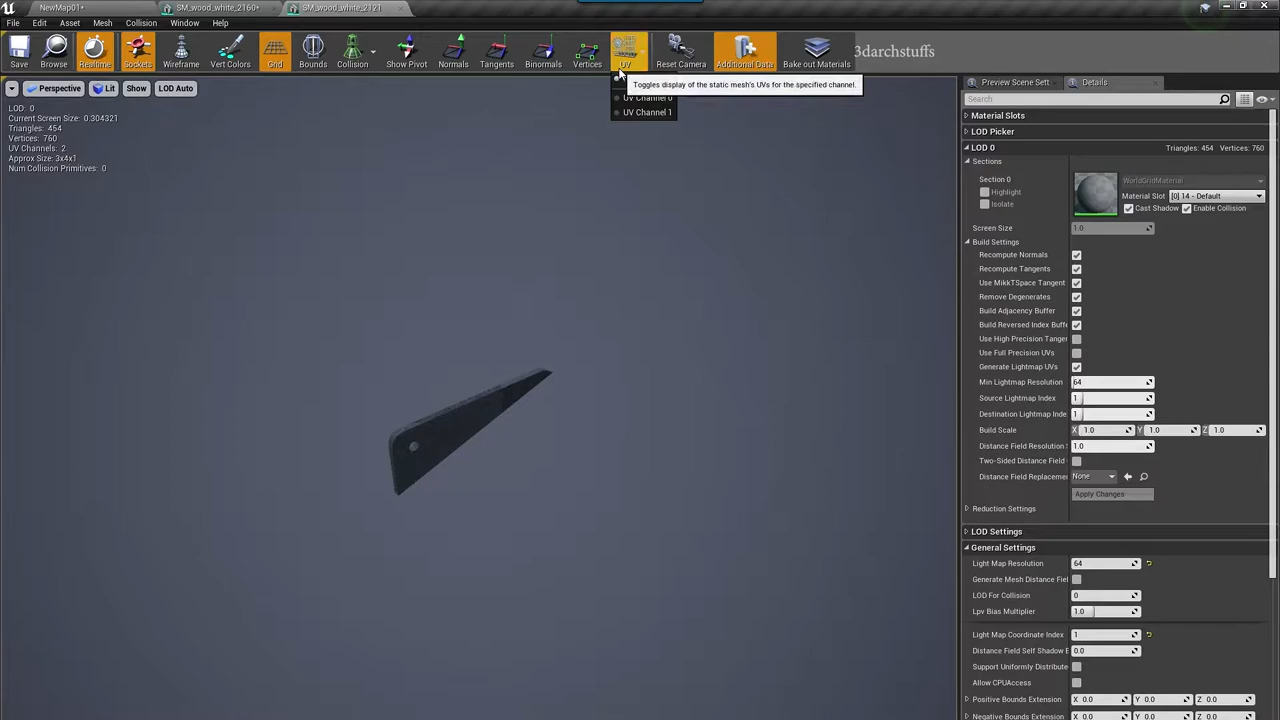 NewMap01*
SM_wood_white_2160*
SM_wood_white_2121
File Edit Asset Mesh Collision Window Help
Save Browse Realtime Sockets Wireframe Vert Colors Grid Bounds Collision Show Pivot Normals Tangents Binormals Vertices UV Reset Camera Additional Data Bake out Materials
3darchstuffs
Toggles display of the static mesh's UVs for the specified channel.
UV Channel 0
UV Channel 1
Perspective Lit Show LOD Auto
LOD: 0
Current Screen Size: 0.304321
Triangles: 454
Vertices: 760
UV Channels: 2
Approx Size: 3x4x1
Num Collision Primitives: 0
Preview Scene Sett
Details
Search
Material Slots
LOD Picker
LOD 0 Triangles: 454 Vertices: 760
Sections
Section 0
Highlight
Isolate
WorldGridMaterial
Material Slot [0] 14 - Default
Cast Shadow Enable Collision
Screen Size 1.0
Build Settings
Recompute Normals
Recompute Tangents
Use MikkTSpace Tangent
Remove Degenerates
Build Adjacency Buffer
Build Reversed Index Buffe
Use High Precision Tanger
Use Full Precision UVs
Generate Lightmap UVs
Min Lightmap Resolution 64
Source Lightmap Index 1
Destination Lightmap Inde 1
Build Scale X 1.0 Y 1.0 Z 1.0
Distance Field Resolution 1.0
Two-Sided Distance Field
Distance Field Replacemen None
Apply Changes
Reduction Settings
LOD Settings
General Settings
Light Map Resolution 64
Generate Mesh Distance Fiel
LOD For Collision 0
Lpv Bias Multiplier 1.0
Light Map Coordinate Index 1
Distance Field Self Shadow B 0.0
Support Uniformly Distribute
Allow CPUAccess
Positive Bounds Extension X 0.0 Y 0.0 Z 0.0
Negative Bounds Extension X 0.0 Y 0.0 Z 0.0